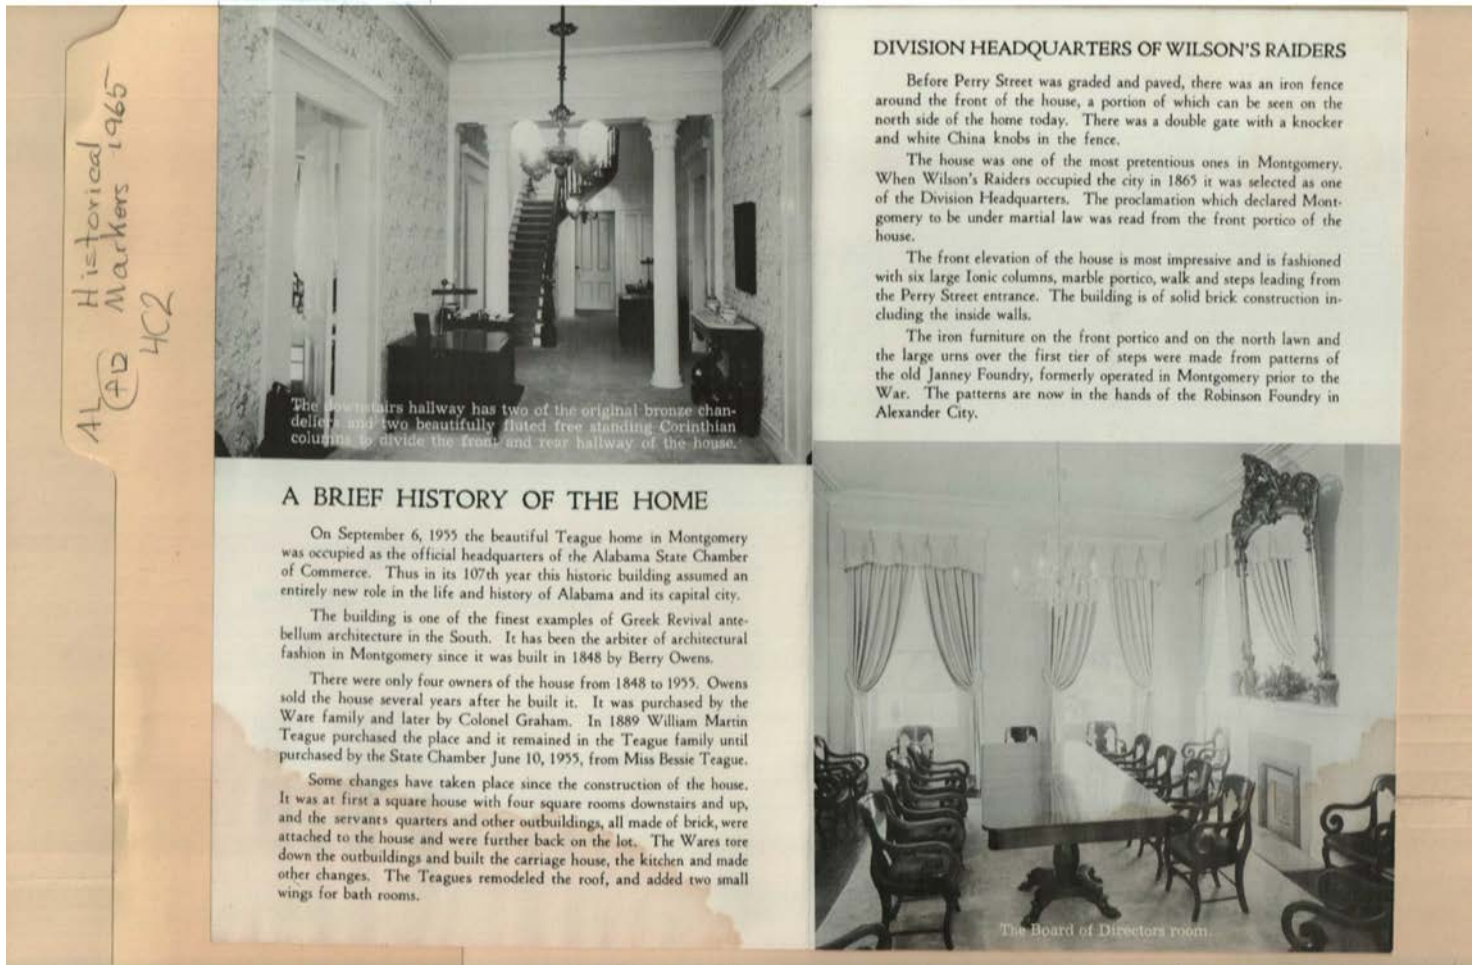 AL Historical
AD Markers 1965
4C2
The downstairs hallway has two of the original bronze chan-
deliers and two beautifully fluted free standing Corinthian
columns to divide the front and rear hallway of the house.
A BRIEF HISTORY OF THE HOME
On September 6, 1955 the beautiful Teague home in Montgomery
was occupied as the official headquarters of the Alabama State Chamber
of Commerce. Thus in its 107th year this historic building assumed an
entirely new role in the life and history of Alabama and its capital city.
The building is one of the finest examples of Greek Revival ante-
bellum architecture in the South. It has been the arbiter of architectural
fashion in Montgomery since it was built in 1848 by Berry Owens.
There were only four owners of the house from 1848 to 1955. Owens
sold the house several years after he built it. It was purchased by the
Ware family and later by Colonel Graham. In 1889 William Martin
Teague purchased the place and it remained in the Teague family until
purchased by the State Chamber June 10, 1955, from Miss Bessie Teague.
Some changes have taken place since the construction of the house.
It was at first a square house with four square rooms downstairs and up,
and the servants quarters and other outbuildings, all made of brick, were
attached to the house and were further back on the lot. The Wares tore
down the outbuildings and built the carriage house, the kitchen and made
other changes. The Teagues remodeled the roof, and added two small
wings for bath rooms.
DIVISION HEADQUARTERS OF WILSON'S RAIDERS
Before Perry Street was graded and paved, there was an iron fence
around the front of the house, a portion of which can be seen on the
north side of the home today. There was a double gate with a knocker
and white China knobs in the fence.
The house was one of the most pretentious ones in Montgomery.
When Wilson's Raiders occupied the city in 1865 it was selected as one
of the Division Headquarters. The proclamation which declared Mont-
gomery to be under martial law was read from the front portico of the
house.
The front elevation of the house is most impressive and is fashioned
with six large Ionic columns, marble portico, walk and steps leading from
the Perry Street entrance. The building is of solid brick construction in-
cluding the inside walls.
The iron furniture on the front portico and on the north lawn and
the large urns over the first tier of steps were made from patterns of
the old Janney Foundry, formerly operated in Montgomery prior to the
War. The patterns are now in the hands of the Robinson Foundry in
Alexander City.
The Board of Directors room.